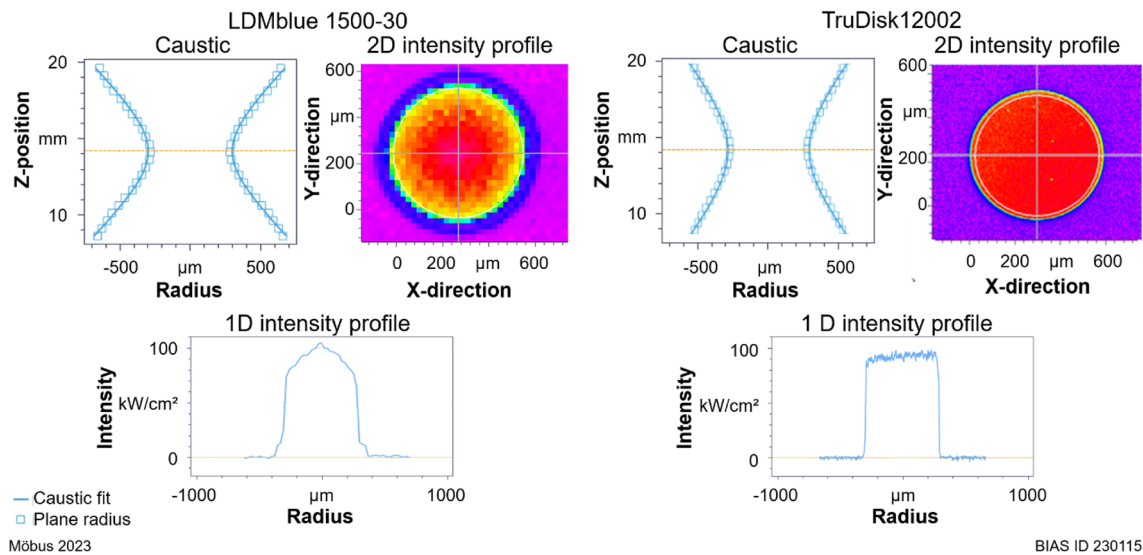 LDMblue 1500-30
TruDisk12002
Caustic
2D intensity profile
Caustic
2D intensity profile
20
mm
10
Z-position
-500
µm
500
Radius
600
µm
200
0
Y-direction
0
200
µm
600
X-direction
20
mm
10
Z-position
-500
µm
500
Radius
600
µm
200
0
Y-direction
0
200
µm
600
X-direction
1D intensity profile
100
kW/cm²
0
Intensity
-1000
µm
1000
Radius
1 D intensity profile
100
kW/cm²
0
Intensity
-1000
µm
1000
Radius
Caustic fit
Plane radius
Möbus 2023
BIAS ID 230115